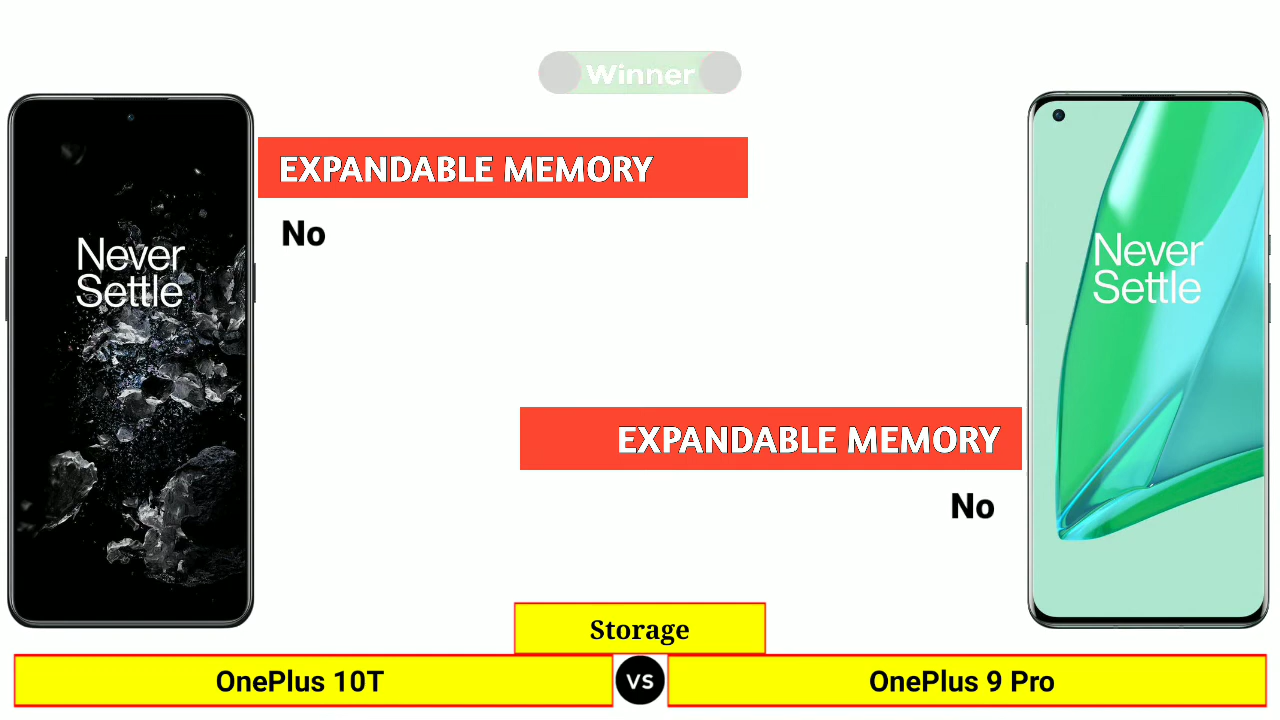 Winner
EXPANDABLE MEMORY
No
Never
Settle
Never
Settle
EXPANDABLE MEMORY
No
Storage
OnePlus 10T
VS
OnePlus 9 Pro